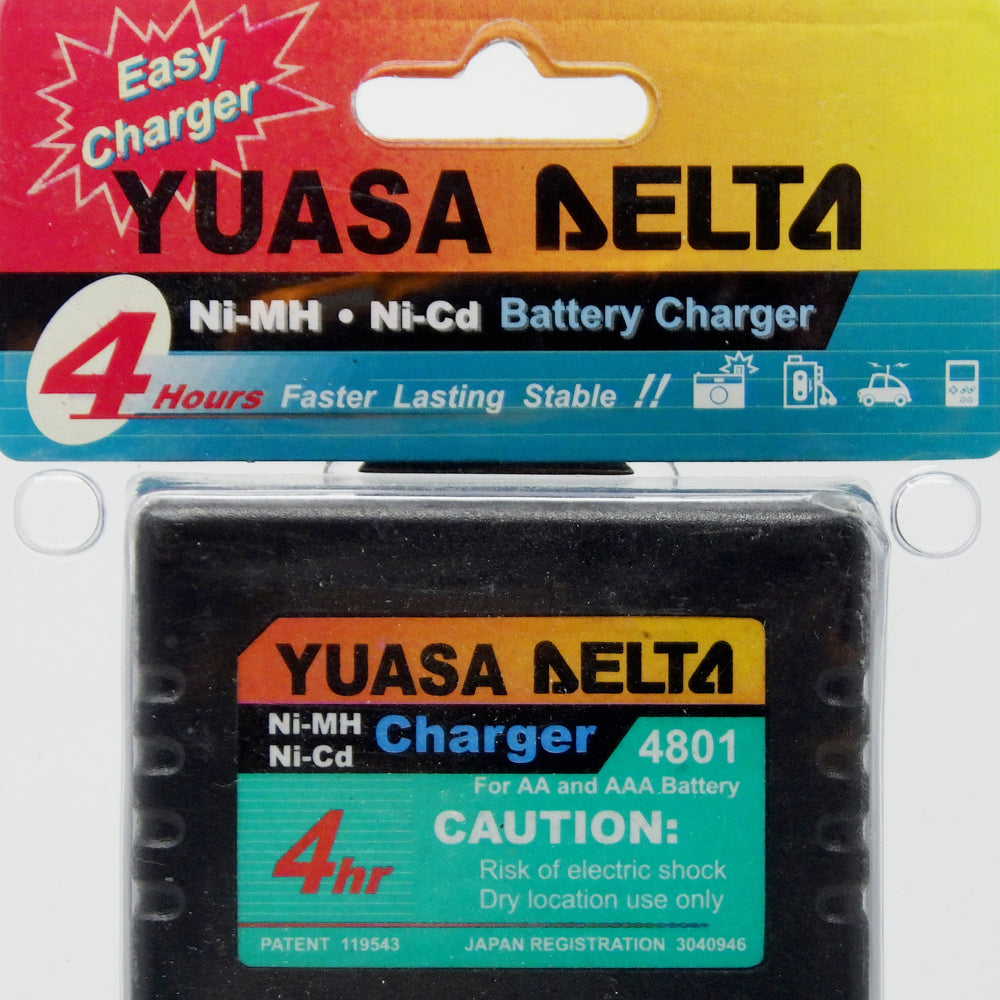 Easy
Charger
YUASA DELTA
Ni-MH • Ni-Cd Battery Charger
4 Hours Faster Lasting Stable !!
YUASA DELTA
Ni-MH
Ni-Cd
Charger
4801
For AA and AAA Battery
4hr
CAUTION:
Risk of electric shock
Dry location use only
PATENT 119543 JAPAN REGISTRATION 3040946